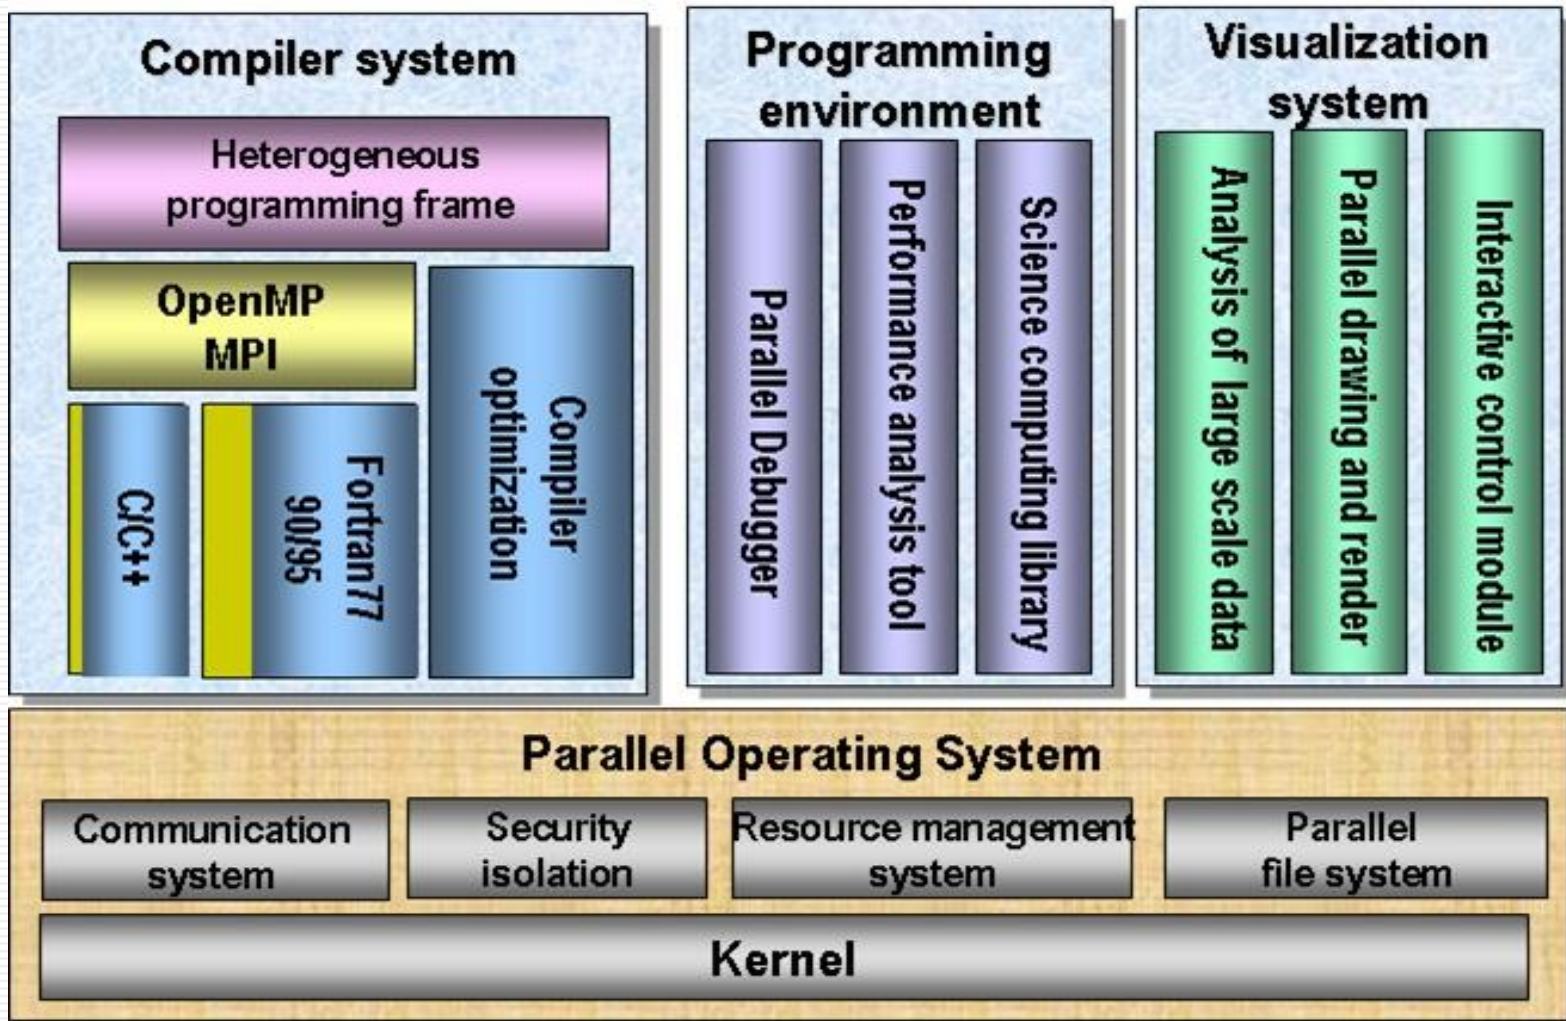 Compiler system
Heterogeneous
programming frame
OpenMP
MPI
C/C++
Fortran77
90/95
Compiler
optimization
Programming
environment
Parallel Debugger
Performance analysis tool
Science computing library
Visualization
system
Analysis of large scale data
Parallel drawing and render
Interactive control module
Parallel Operating System
Communication
system
Security
isolation
Resource management
system
Parallel
file system
Kernel